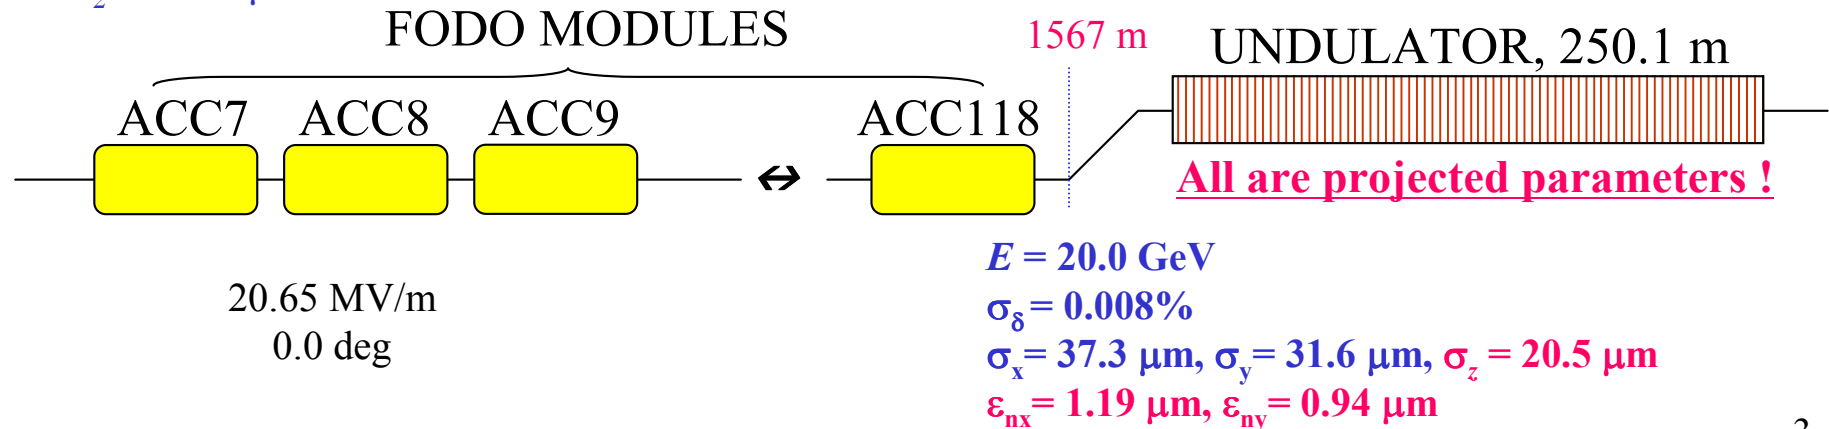 FODO MODULES
1567 m
UNDULATOR, 250.1 m
ACC7 ACC8 ACC9 ACC118
All are projected parameters !
E = 20.0 GeV
20.65 MV/m
σδ = 0.008%
0.0 deg
σx = 37.3 μm, σy = 31.6 μm, σz = 20.5 μm
εnx = 1.19 μm, εny = 0.94 μm